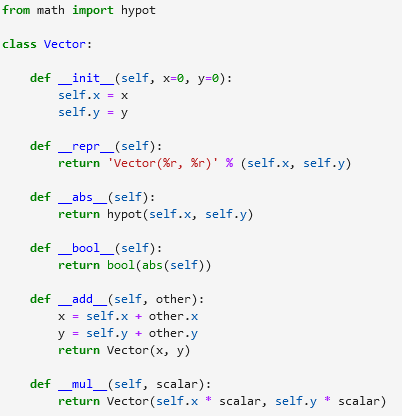 from math import hypot

class Vector:

    def __init__(self, x=0, y=0):
        self.x = x
        self.y = y

    def __repr__(self):
        return 'Vector(%r, %r)' % (self.x, self.y)

    def __abs__(self):
        return hypot(self.x, self.y)

    def __bool__(self):
        return bool(abs(self))

    def __add__(self, other):
        x = self.x + other.x
        y = self.y + other.y
        return Vector(x, y)

    def __mul__(self, scalar):
        return Vector(self.x * scalar, self.y * scalar)